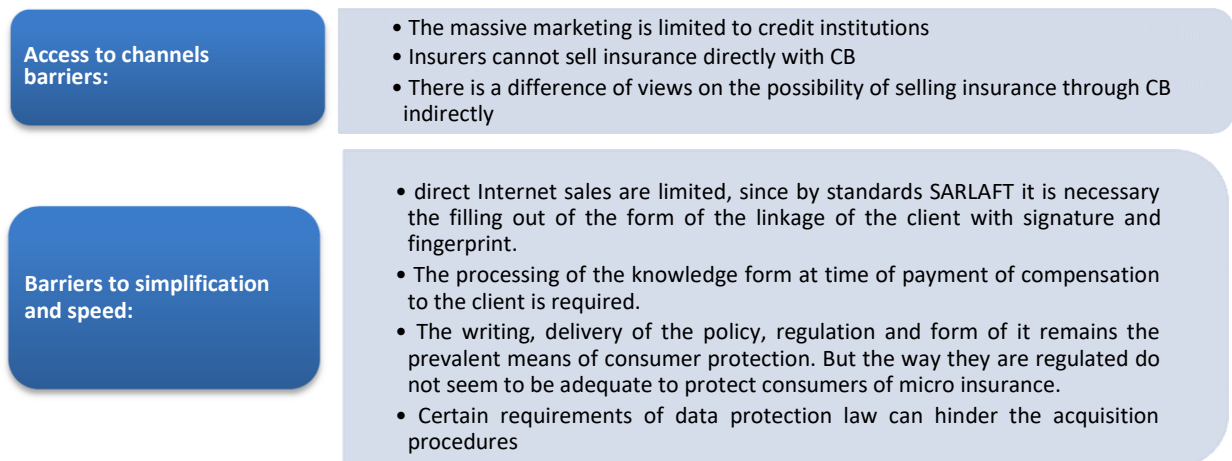 Access to channels
barriers:
• The massive marketing is limited to credit institutions
• Insurers cannot sell insurance directly with CB
• There is a difference of views on the possibility of selling insurance through CB
indirectly
Barriers to simplification
and speed:
• direct Internet sales are limited, since by standards SARLAFT it is necessary
the filling out of the form of the linkage of the client with signature and
fingerprint.
• The processing of the knowledge form at time of payment of compensation
to the client is required.
• The writing, delivery of the policy, regulation and form of it remains the
prevalent means of consumer protection. But the way they are regulated do
not seem to be adequate to protect consumers of micro insurance.
• Certain requirements of data protection law can hinder the acquisition
procedures